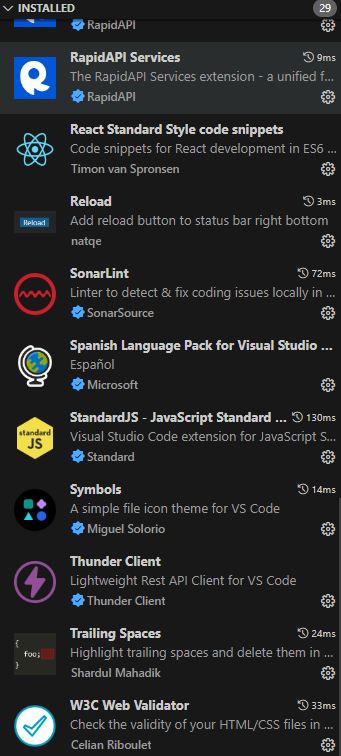 INSTALLED 29
RapidAPI
RapidAPI Services 9ms
The RapidAPI Services extension - a unified f...
RapidAPI
React Standard Style code snippets
Code snippets for React development in ES6 ...
Timon van Spronsen
Reload 3ms
Reload
Add reload button to status bar right bottom
natqe
SonarLint 72ms
Linter to detect & fix coding issues locally in ...
SonarSource
Spanish Language Pack for Visual Studio ...
Español
Microsoft
StandardJS - JavaScript Standard ... 130ms
standard
JS
Visual Studio Code extension for JavaScript S...
Standard
Symbols 14ms
A simple file icon theme for VS Code
Miguel Solorio
Thunder Client
Lightweight Rest API Client for VS Code
Thunder Client
Trailing Spaces 24ms
{
foo;
}
Highlight trailing spaces and delete them in ...
Shardul Mahadik
W3C Web Validator 33ms
Check the validity of your HTML/CSS files in ...
Celian Riboulet